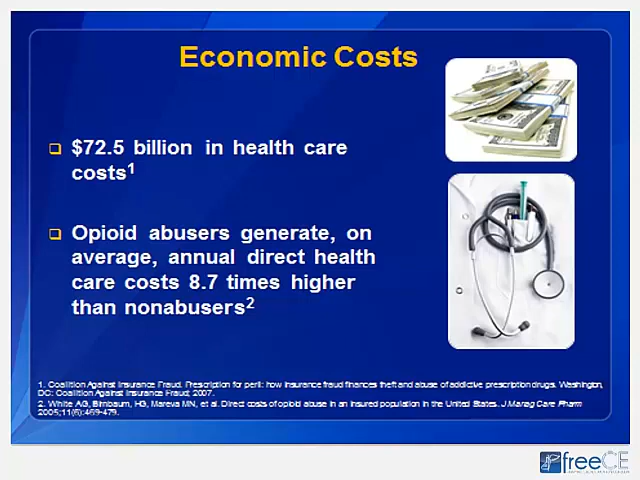 Economic Costs
$72.5 billion in health care
costs1
Opioid abusers generate, on
average, annual direct health
care costs 8.7 times higher
than nonabusers2
1. Coalition Against Insurance Fraud. Prescription for peril: how insurance fraud finances theft and abuse of addictive prescription drugs. Washington,
DC: Coalition Against Insurance Fraud; 2007.
2. White AG, Birnbaum, HG, Mareva MN, et al. Direct costs of opioid abuse in an insured population in the United States. J Manag Care Pharm
2005;11(6):469-479.
freeCE